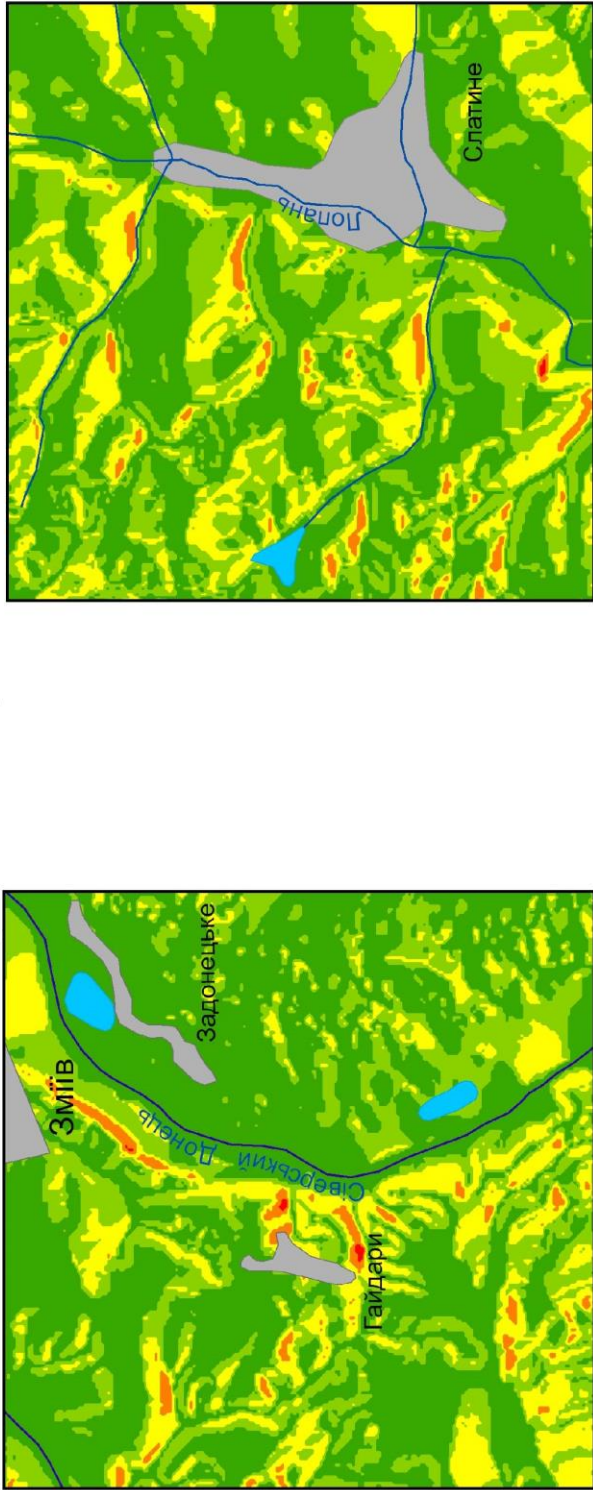 Зміїв
Задонецьке
Сіверський Донець
Гайдари
Лопань
Слатине